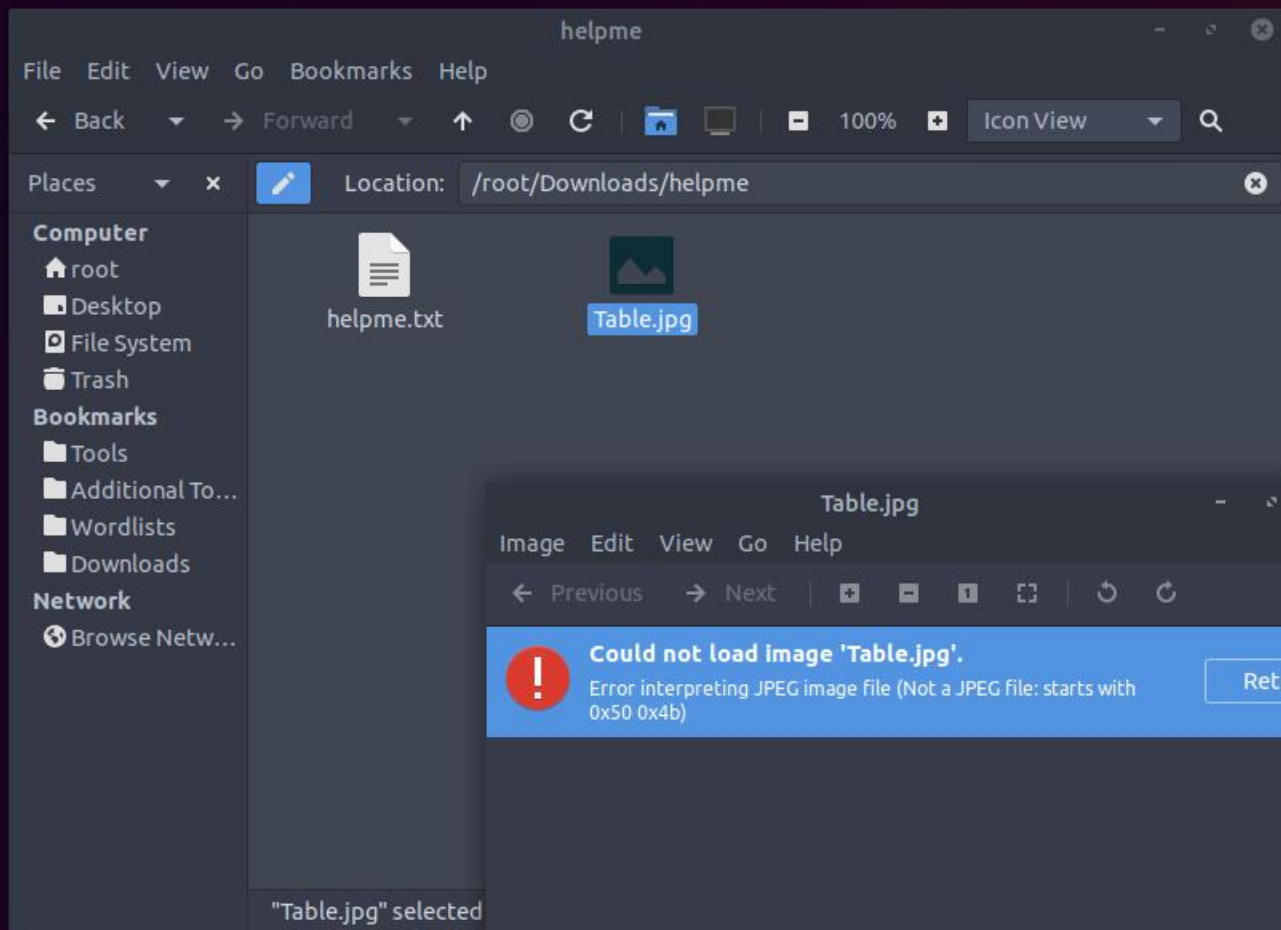 helpme
File Edit View Go Bookmarks Help
Back Forward 100% Icon View
Places Location: /root/Downloads/helpme
Computer
root
Desktop
File System
Trash
Bookmarks
Tools
Additional To...
Wordlists
Downloads
Network
Browse Netw...
helpme.txt Table.jpg
"Table.jpg" selected
Table.jpg
Image Edit View Go Help
Previous Next 1
Could not load image 'Table.jpg'.
Error interpreting JPEG image file (Not a JPEG file: starts with
0x50 0x4b)
Ret